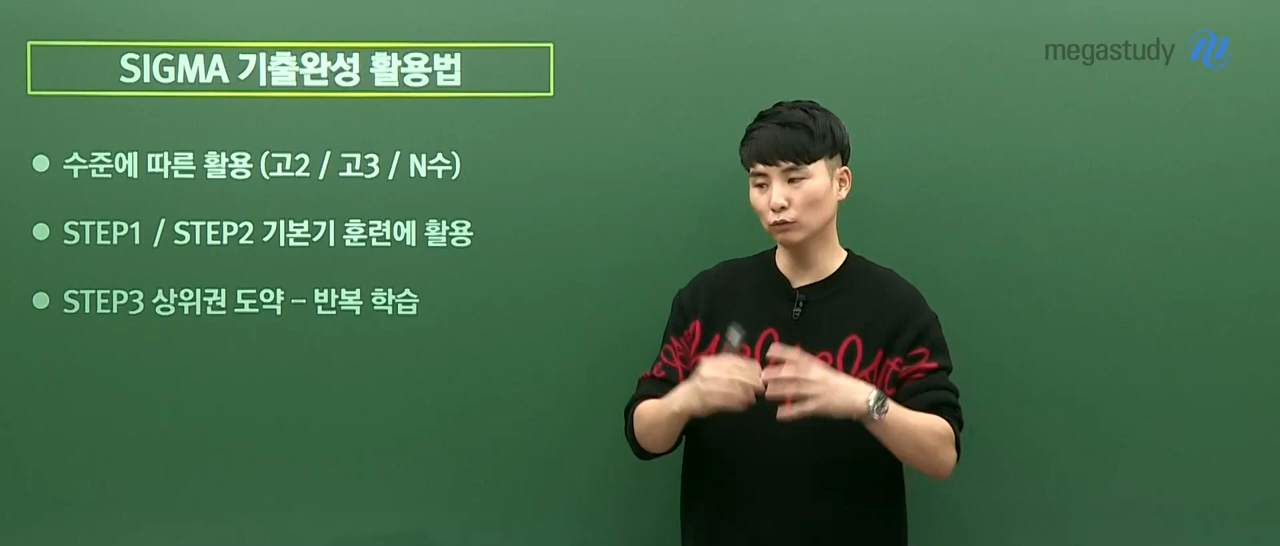 SIGMA 기출완성 활용법
megastudy
● 수준에 따른 활용 (고2 / 고3 / N수)
● STEP1 / STEP2 기본기 훈련에 활용
● STEP3 상위권 도약 – 반복 학습